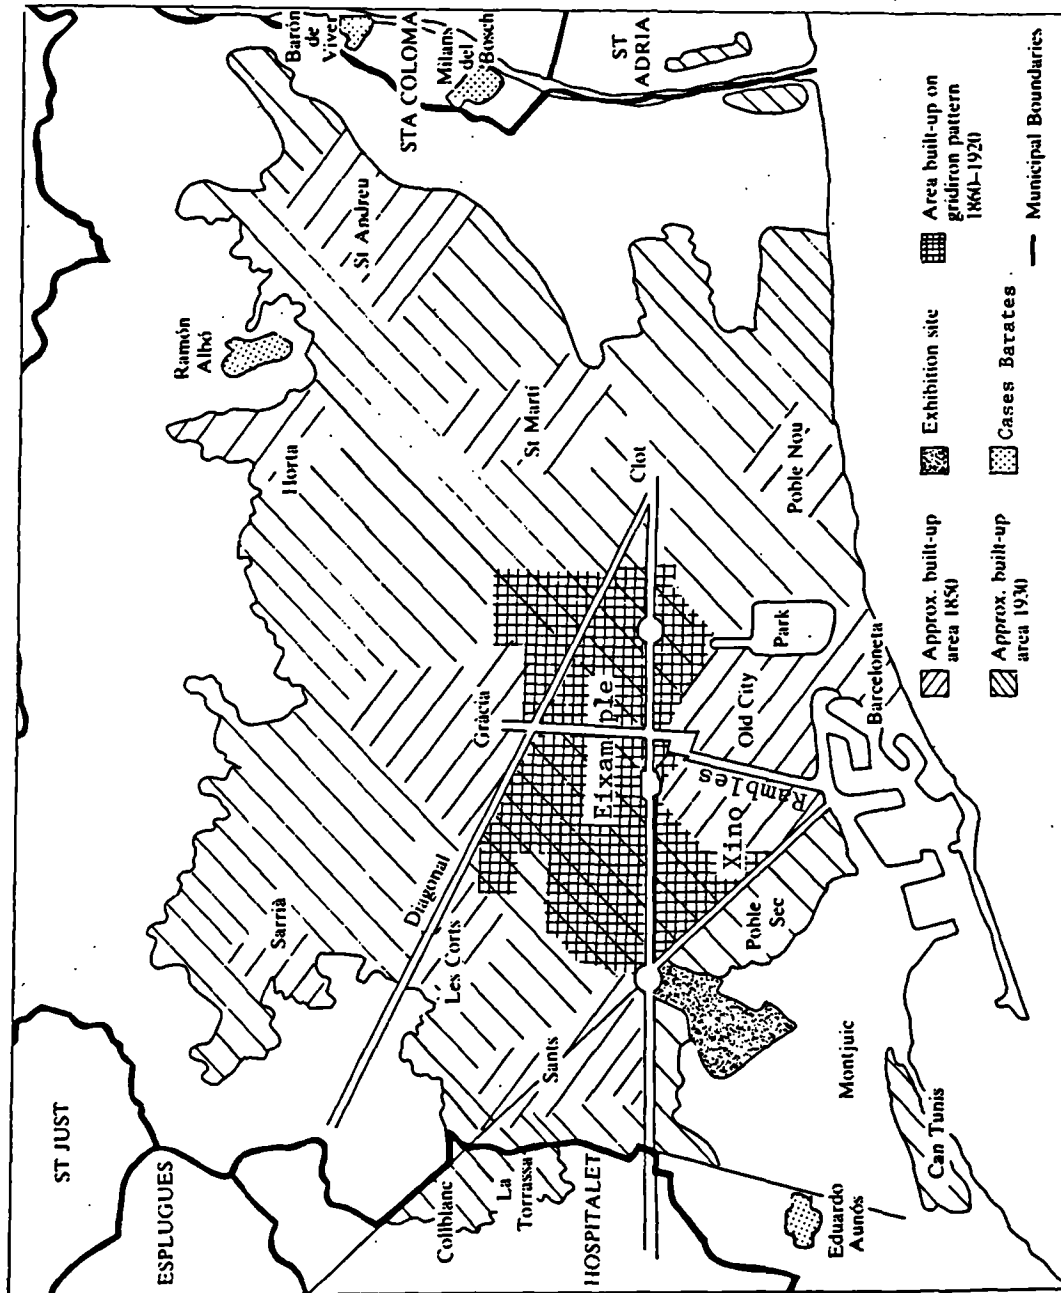 ST JUST
ESPLUGUES
Collblanc
La
Torrassa
HOSPITALET
Eduardo
Aunós
Can Tunis
Montjuic
Sants
Les Corts
Sarrià
Diagonal
Poble
Sec
Xino
Rambles
Eixample
Gràcia
Old City
Barceloneta
Park
Clot
Poble Nou
St Martí
Horta
Ramón
Albó
St Andreu
Barón
de
Viver
STA COLOMA
Milans
del
Bosch
ST
ADRIA
Approx. built-up
area 1850
Approx. built-up
area 1930
Exhibition site
Cases Barates
Area built-up on
gridiron pattern
1860–1920
Municipal Boundaries